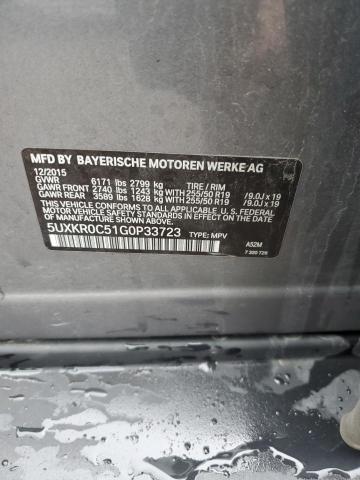 MFD BY BAYERISCHE MOTOREN WERKE AG
12/2015
GVWR 6171 lbs 2799 kg TIRE / RIM
GAWR FRONT 2740 lbs 1243 kg WITH 255/50 R19 /9.0J x 19
GAWR REAR 3589 lbs 1628 kg WITH 255/50 R19 /9.0J x 19
THIS VEHICLE CONFORMS TO ALL APPLICABLE U. S. FEDERAL
MOTOR VEHICLE SAFETY STANDARDS IN EFFECT ON THE DATE
OF MANUFACTURE SHOWN ABOVE.
5UXKR0C51G0P33723 TYPE: MPV
A52M